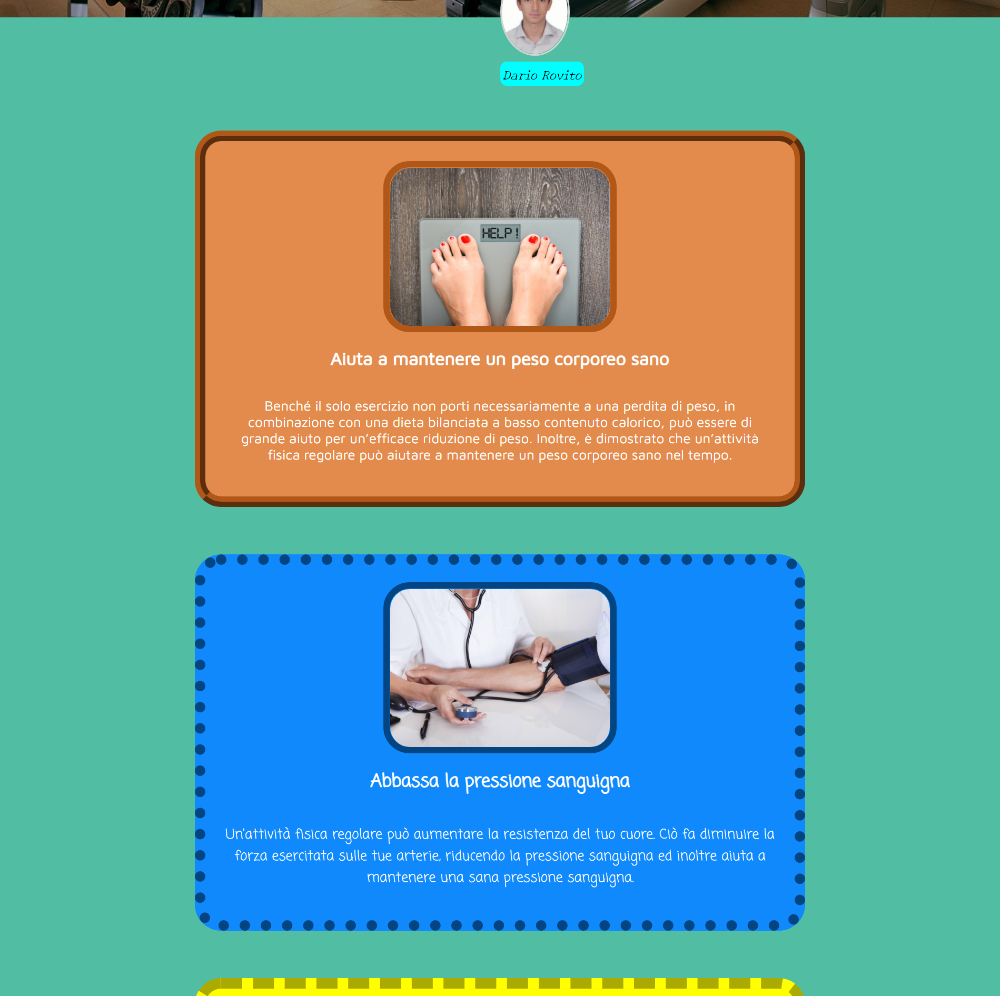 Dario Rovito
HELP!
Aiuta a mantenere un peso corporeo sano
Benché il solo esercizio non porti necessariamente a una perdita di peso, in
combinazione con una dieta bilanciata a basso contenuto calorico, può essere di
grande aiuto per un’efficace riduzione di peso. Inoltre, è dimostrato che un’attività
fisica regolare può aiutare a mantenere un peso corporeo sano nel tempo.
Abbassa la pressione sanguigna
Un'attività fisica regolare può aumentare la resistenza del tuo cuore. Ciò fa diminuire la
forza esercitata sulle tue arterie, riducendo la pressione sanguigna ed inoltre aiuta a
mantenere una sana pressione sanguigna.